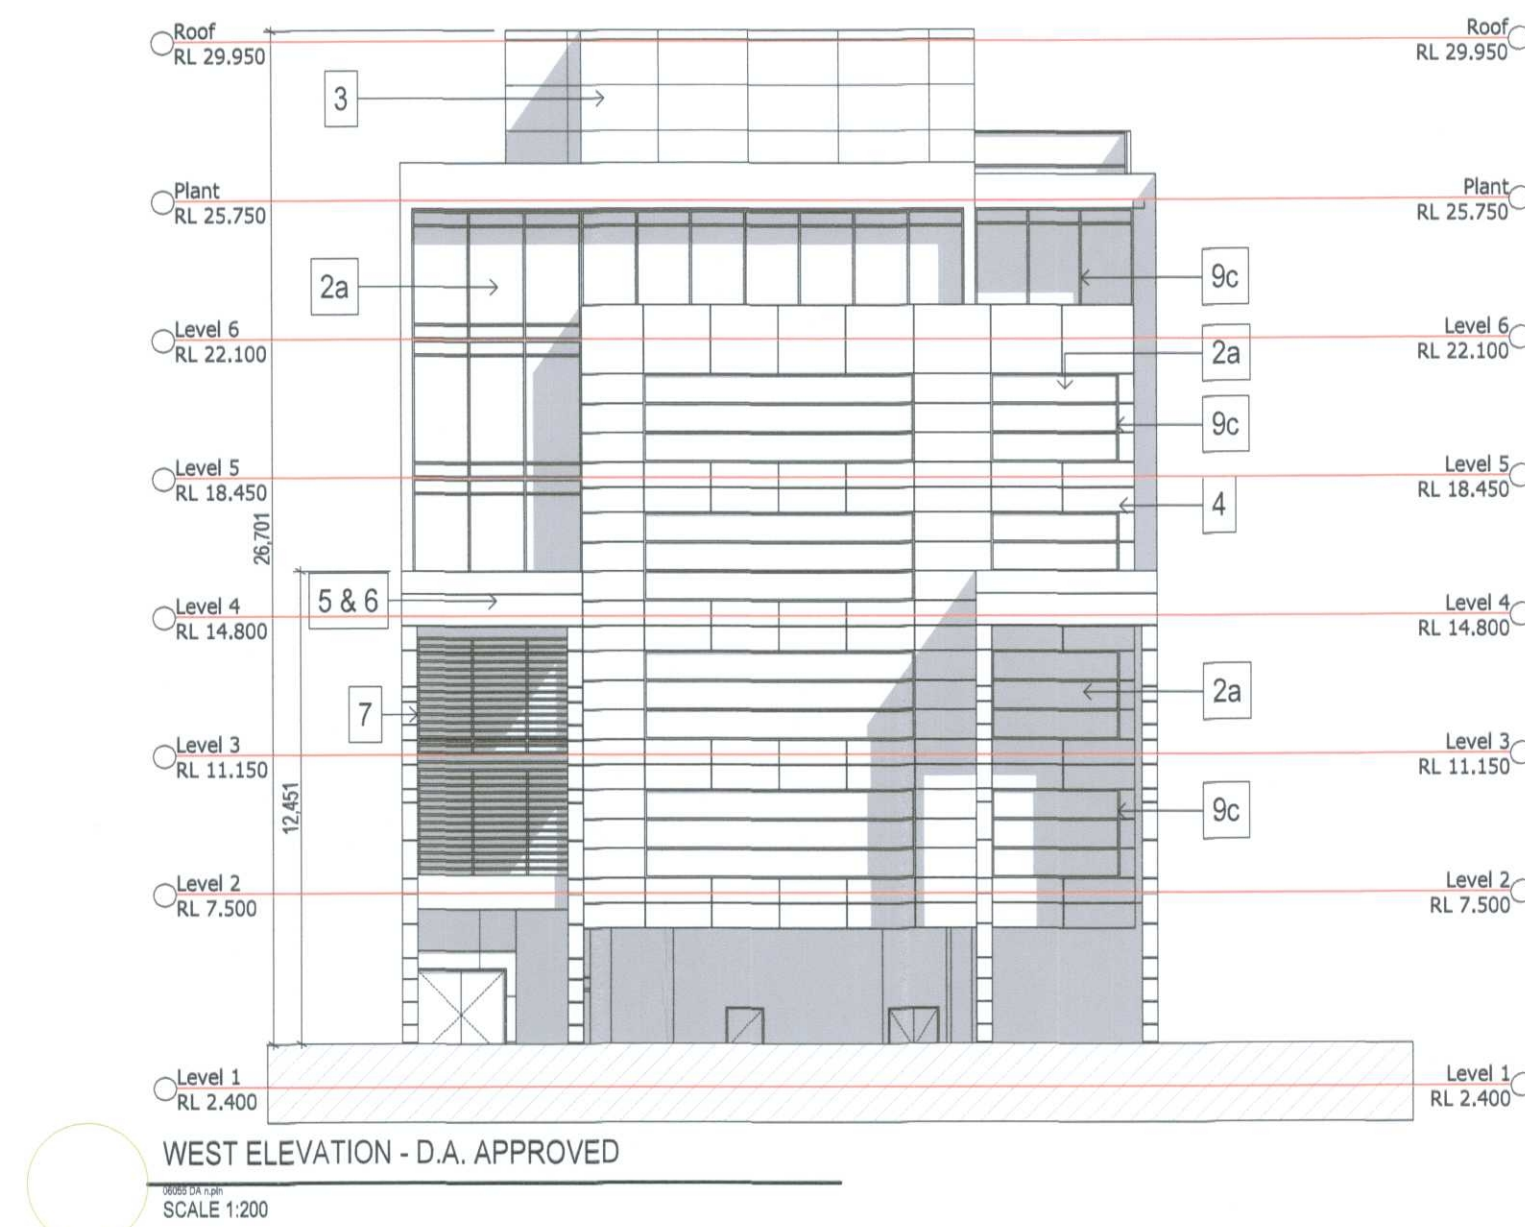 Roof
RL 29.950
Roof
RL 29.950
3
Plant
RL 25.750
Plant
RL 25.750
2a
9c
Level 6
RL 22.100
Level 6
RL 22.100
2a
9c
Level 5
RL 18.450
Level 5
RL 18.450
4
26,701
5 & 6
Level 4
RL 14.800
Level 4
RL 14.800
7
2a
Level 3
RL 11.150
Level 3
RL 11.150
12,451
9c
Level 2
RL 7.500
Level 2
RL 7.500
Level 1
RL 2.400
Level 1
RL 2.400
WEST ELEVATION - D.A. APPROVED
06055 DA n.pln
SCALE 1:200